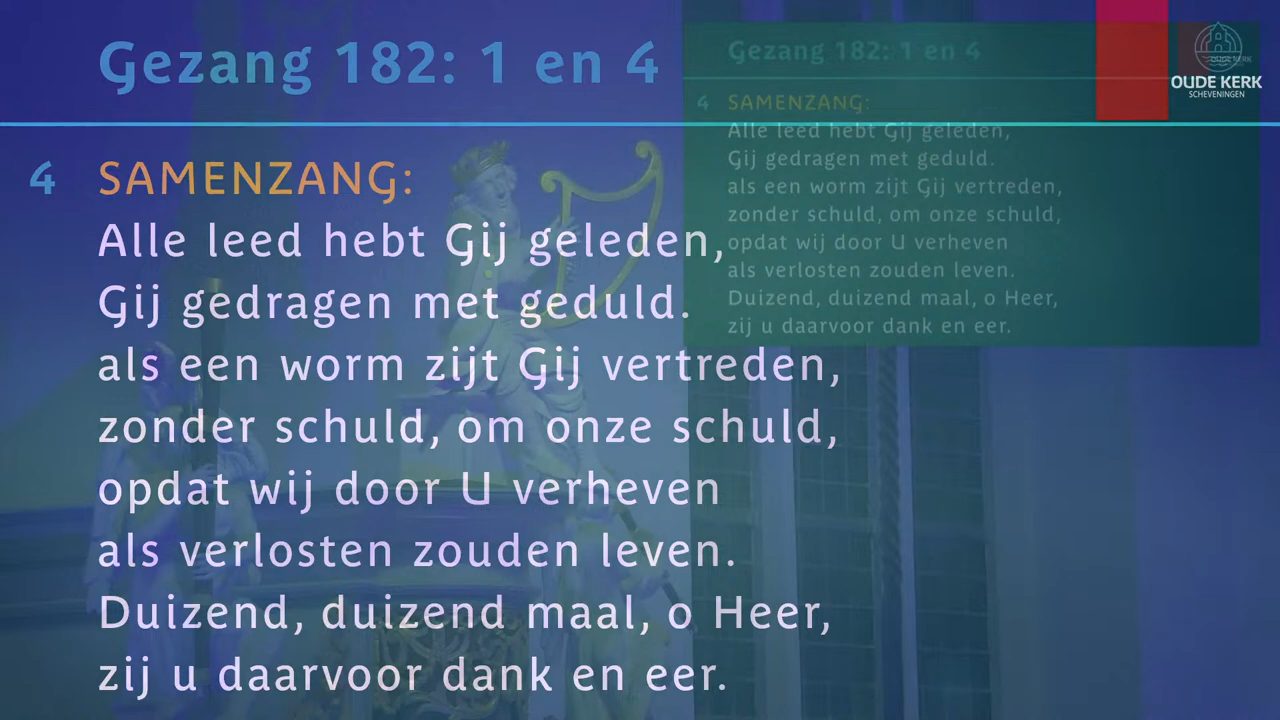 Gezang 182: 1 en 4
4 SAMENZANG:
Alle leed hebt Gij geleden,
Gij gedragen met geduld.
als een worm zijt Gij vertreden,
zonder schuld, om onze schuld,
opdat wij door U verheven
als verlosten zouden leven.
Duizend, duizend maal, o Heer,
zij u daarvoor dank en eer.
Gezang 182: 1 en 4
4 SAMENZANG:
Alle leed hebt Gij geleden,
Gij gedragen met geduld.
als een worm zijt Gij vertreden,
zonder schuld, om onze schuld,
opdat wij door U verheven
als verlosten zouden leven.
Duizend, duizend maal, o Heer,
zij u daarvoor dank en eer.
OUDE KERK
SCHEVENINGEN